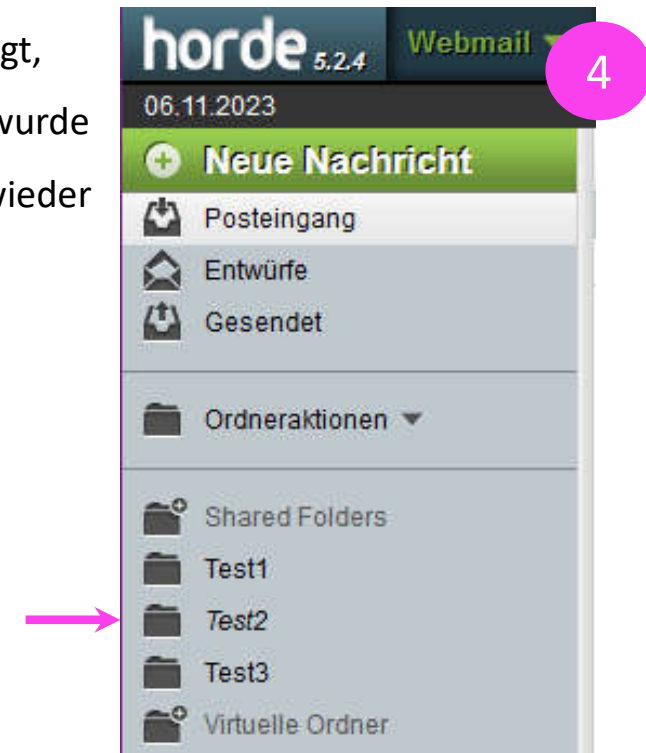 gt,
wurde
wieder
horde 5.2.4 Webmail
4
06.11.2023
Neue Nachricht
Posteingang
Entwürfe
Gesendet
Ordneraktionen
Shared Folders
Test1
Test2
Test3
Virtuelle Ordner